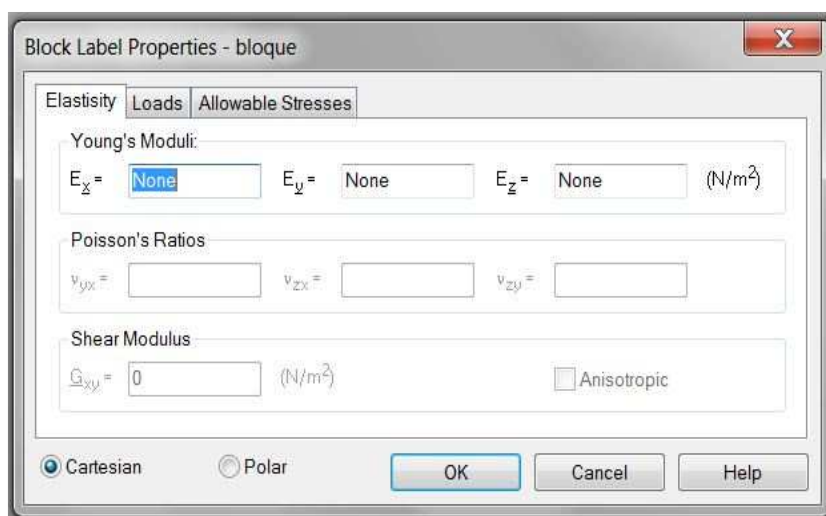 Block Label Properties - bloque
X
Elastisity Loads Allowable Stresses
Young's Moduli:
Ex = None Ey = None Ez = None (N/m²)
Poisson's Ratios
νyx = νzx = νzy =
Shear Modulus
Gxy = 0 (N/m²) Anisotropic
Cartesian Polar OK Cancel Help